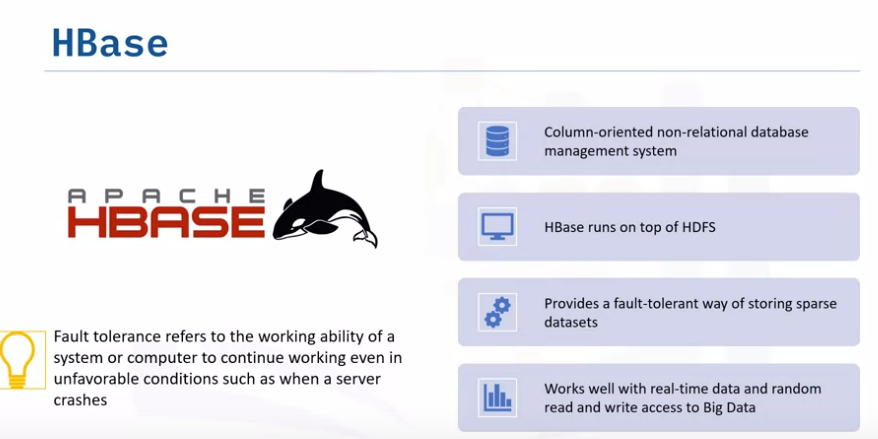 HBase
APACHE
HBASE
Fault tolerance refers to the working ability of a
system or computer to continue working even in
unfavorable conditions such as when a server
crashes
Column-oriented non-relational database
management system
HBase runs on top of HDFS
Provides a fault-tolerant way of storing sparse
datasets
Works well with real-time data and random
read and write access to Big Data